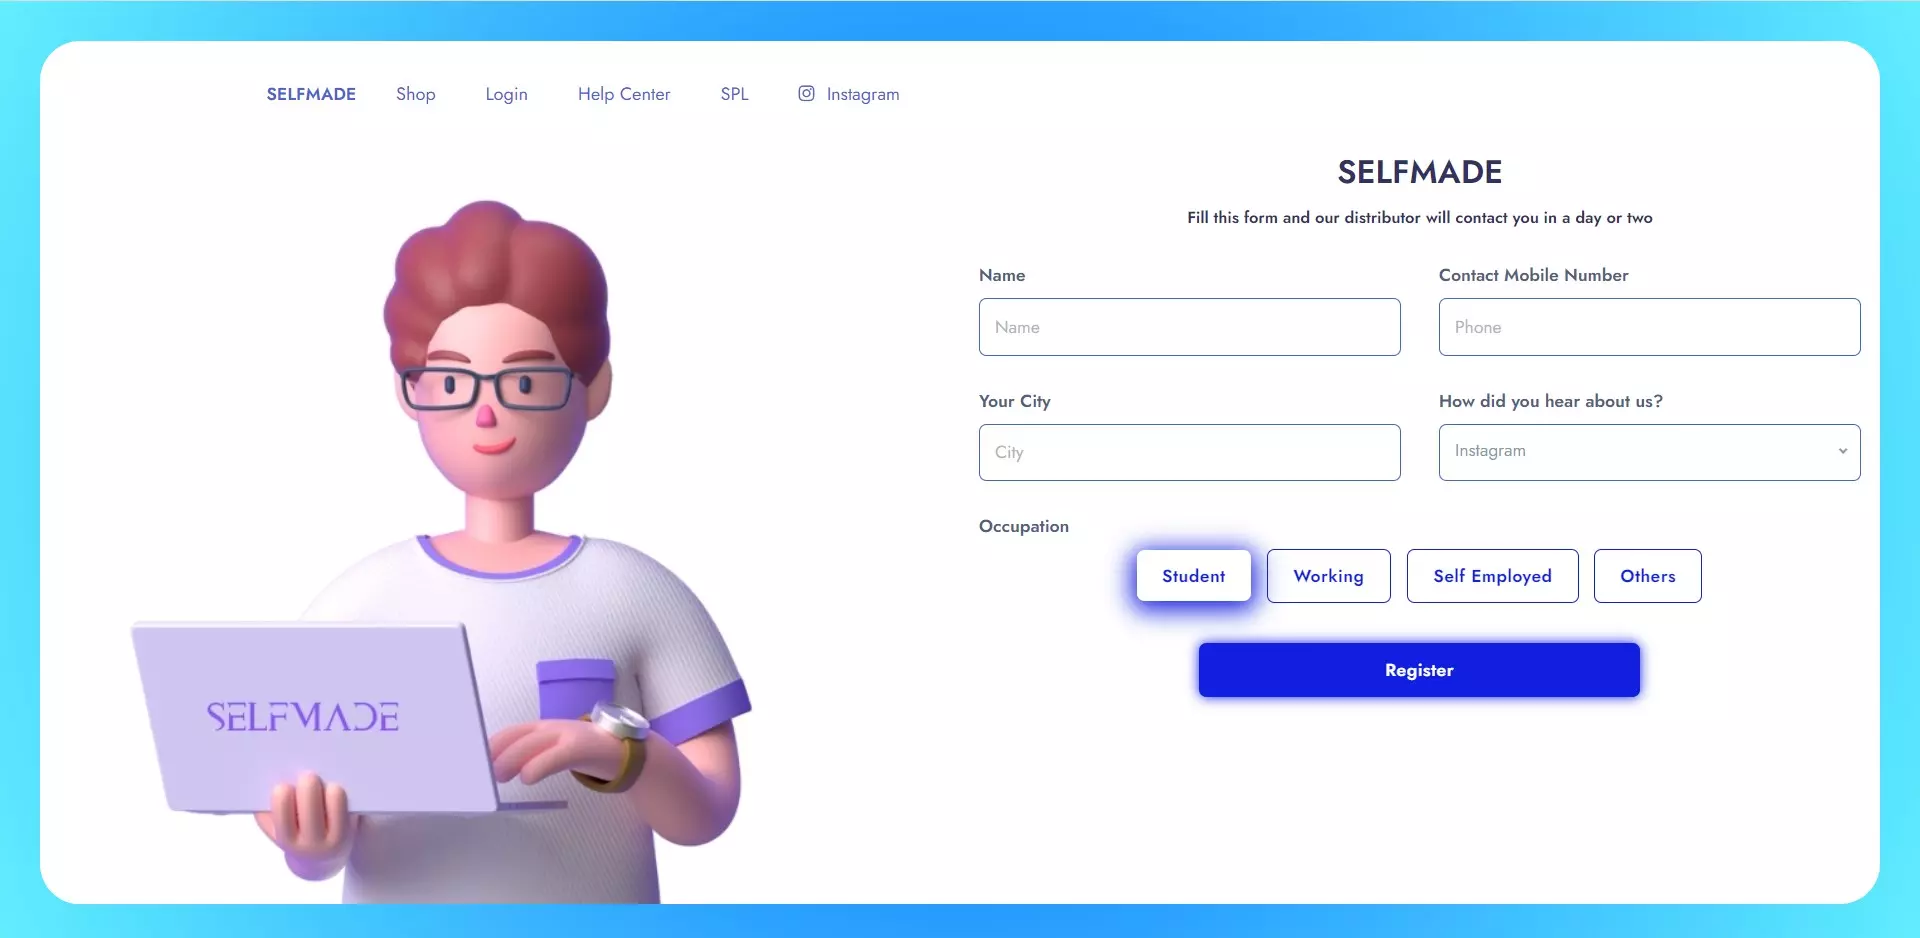 SELFMADE Shop Login Help Center SPL Instagram
SELFMADE
Fill this form and our distributor will contact you in a day or two
Name
Name
Contact Mobile Number
Phone
Your City
City
How did you hear about us?
Instagram
Occupation
Student Working Self Employed Others
Register
SELFMADE